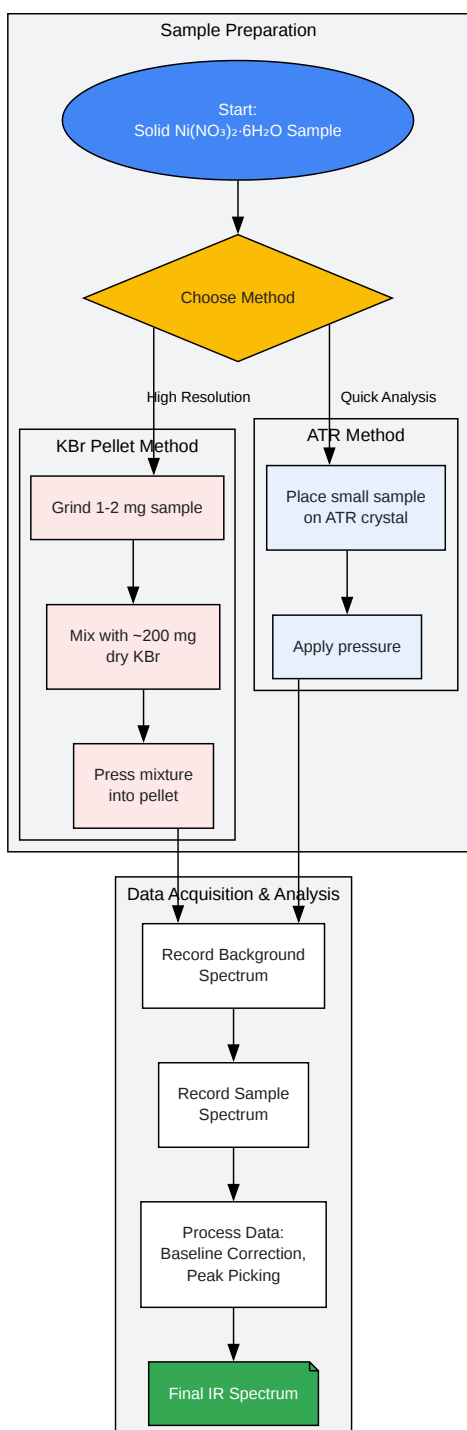 Sample Preparation
Start:
Solid Ni(NO₃)₂·6H₂O Sample
Choose Method
High Resolution
Quick Analysis
KBr Pellet Method
Grind 1-2 mg sample
Mix with ~200 mg
dry KBr
Press mixture
into pellet
ATR Method
Place small sample
on ATR crystal
Apply pressure
Data Acquisition & Analysis
Record Background
Spectrum
Record Sample
Spectrum
Process Data:
Baseline Correction,
Peak Picking
Final IR Spectrum